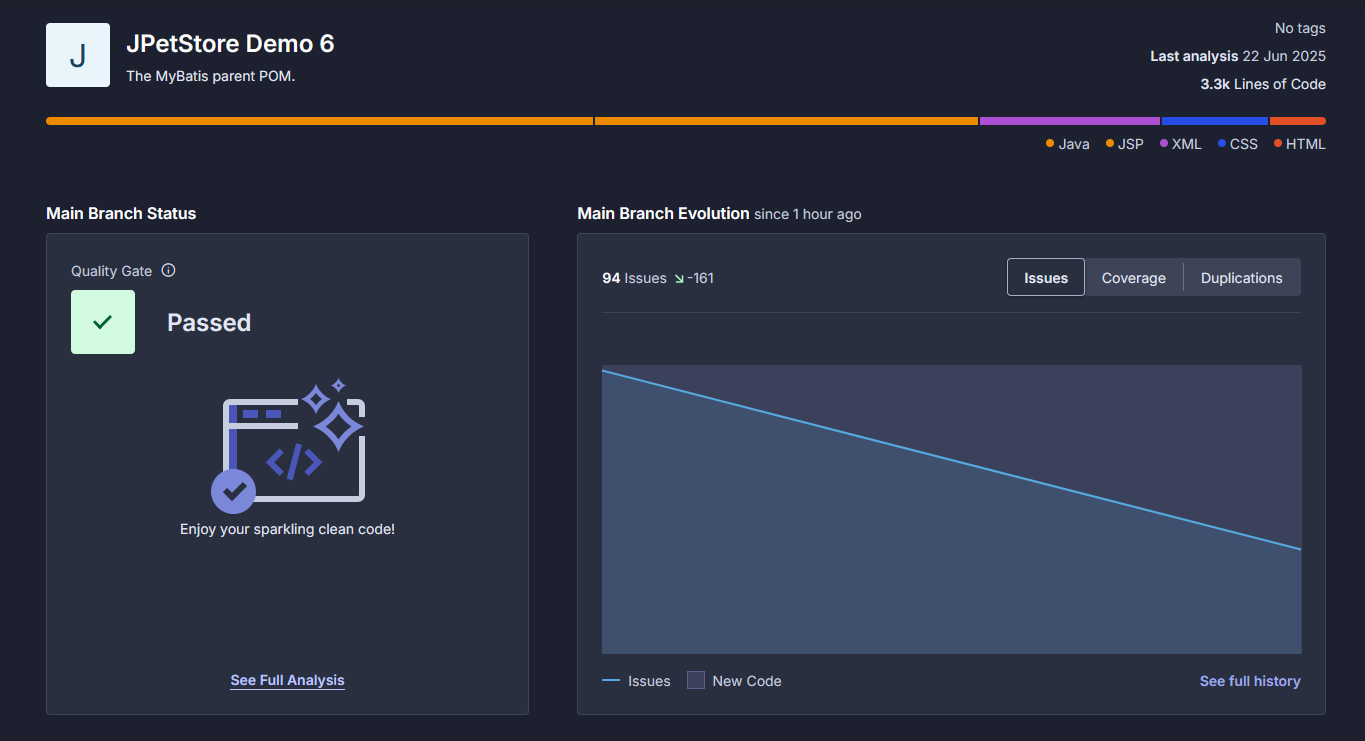 J
JPetStore Demo 6
The MyBatis parent POM.
No tags
Last analysis 22 Jun 2025
3.3k Lines of Code
Java JSP XML CSS HTML
Main Branch Status
Quality Gate
Passed
</>
Enjoy your sparkling clean code!
See Full Analysis
Main Branch Evolution since 1 hour ago
94 Issues -161
Issues Coverage Duplications
Issues New Code
See full history